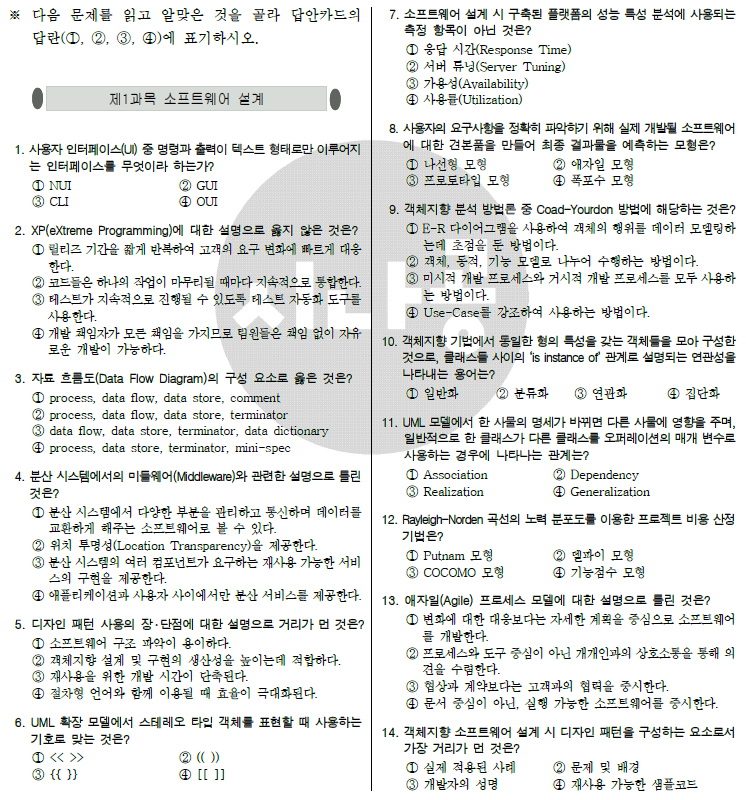 ※ 다음 문제를 읽고 알맞은 것을 골라 답안카드의
답란(①, ②, ③, ④)에 표기하시오.
제1과목 소프트웨어 설계
1. 사용자 인터페이스(UI) 중 명령과 출력이 텍스트 형태로만 이루어지
는 인터페이스를 무엇이라 하는가?
① NUI ② GUI
③ CLI ④ OUI
2. XP(eXtreme Programming)에 대한 설명으로 옳지 않은 것은?
① 릴리즈 기간을 짧게 반복하여 고객의 요구 변화에 빠르게 대응
한다.
② 코드들은 하나의 작업이 마무리될 때마다 지속적으로 통합한다.
③ 테스트가 지속적으로 진행될 수 있도록 테스트 자동화 도구를
사용한다.
④ 개발 책임자가 모든 책임을 가지므로 팀원들은 책임 없이 자유
로운 개발이 가능하다.
3. 자료 흐름도(Data Flow Diagram)의 구성 요소로 옳은 것은?
① process, data flow, data store, comment
② process, data flow, data store, terminator
③ data flow, data store, terminator, data dictionary
④ process, data store, terminator, mini-spec
4. 분산 시스템에서의 미들웨어(Middleware)와 관련한 설명으로 틀린
것은?
① 분산 시스템에서 다양한 부분을 관리하고 통신하며 데이터를
교환하게 해주는 소프트웨어로 볼 수 있다.
② 위치 투명성(Location Transparency)을 제공한다.
③ 분산 시스템의 여러 컴포넌트가 요구하는 재사용 가능한 서비
스의 구현을 제공한다.
④ 애플리케이션과 사용자 사이에서만 분산 서비스를 제공한다.
5. 디자인 패턴 사용의 장·단점에 대한 설명으로 거리가 먼 것은?
① 소프트웨어 구조 파악이 용이하다.
② 객체지향 설계 및 구현의 생산성을 높이는데 적합하다.
③ 재사용을 위한 개발 시간이 단축된다.
④ 절차형 언어와 함께 이용될 때 효율이 극대화된다.
6. UML 확장 모델에서 스테레오 타입 객체를 표현할 때 사용하는
기호로 맞는 것은?
① << >> ② (( ))
③ {{ }} ④ [[ ]]
7. 소프트웨어 설계 시 구축된 플랫폼의 성능 특성 분석에 사용되는
측정 항목이 아닌 것은?
① 응답 시간(Response Time)
② 서버 튜닝(Server Tuning)
③ 가용성(Availability)
④ 사용률(Utilization)
8. 사용자의 요구사항을 정확히 파악하기 위해 실제 개발될 소프트웨어
에 대한 견본품을 만들어 최종 결과물을 예측하는 모형은?
① 나선형 모형 ② 애자일 모형
③ 프로토타입 모형 ④ 폭포수 모형
9. 객체지향 분석 방법론 중 Coad-Yourdon 방법에 해당하는 것은?
① E-R 다이어그램을 사용하여 객체의 행위를 데이터 모델링하
는데 초점을 둔 방법이다.
② 객체, 동적, 기능 모델로 나누어 수행하는 방법이다.
③ 미시적 개발 프로세스와 거시적 개발 프로세스를 모두 사용하
는 방법이다.
④ Use-Case를 강조하여 사용하는 방법이다.
10. 객체지향 기법에서 동일한 형의 특성을 갖는 객체들을 모아 구성한
것으로, 클래스들 사이의 'is instance of' 관계로 설명되는 연관성을
나타내는 용어는?
① 일반화 ② 분류화 ③ 연관화 ④ 집단화
11. UML 모델에서 한 사물의 명세가 바뀌면 다른 사물에 영향을 주며,
일반적으로 한 클래스가 다른 클래스를 오퍼레이션의 매개 변수로
사용하는 경우에 나타나는 관계는?
① Association ② Dependency
③ Realization ④ Generalization
12. Rayleigh-Norden 곡선의 노력 분포도를 이용한 프로젝트 비용 산정
기법은?
① Putnam 모형 ② 델파이 모형
③ COCOMO 모형 ④ 기능점수 모형
13. 애자일(Agile) 프로세스 모델에 대한 설명으로 틀린 것은?
① 변화에 대한 대응보다는 자세한 계획을 중심으로 소프트웨어
를 개발한다.
② 프로세스와 도구 중심이 아닌 개개인과의 상호소통을 통해 의
견을 수렴한다.
③ 협상과 계약보다는 고객과의 협력을 중시한다.
④ 문서 중심이 아닌, 실행 가능한 소프트웨어를 중시한다.
14. 객체지향 소프트웨어 설계 시 디자인 패턴을 구성하는 요소로서
가장 거리가 먼 것은?
① 실제 적용된 사례 ② 문제 및 배경
③ 개발자의 성명 ④ 재사용 가능한 샘플코드